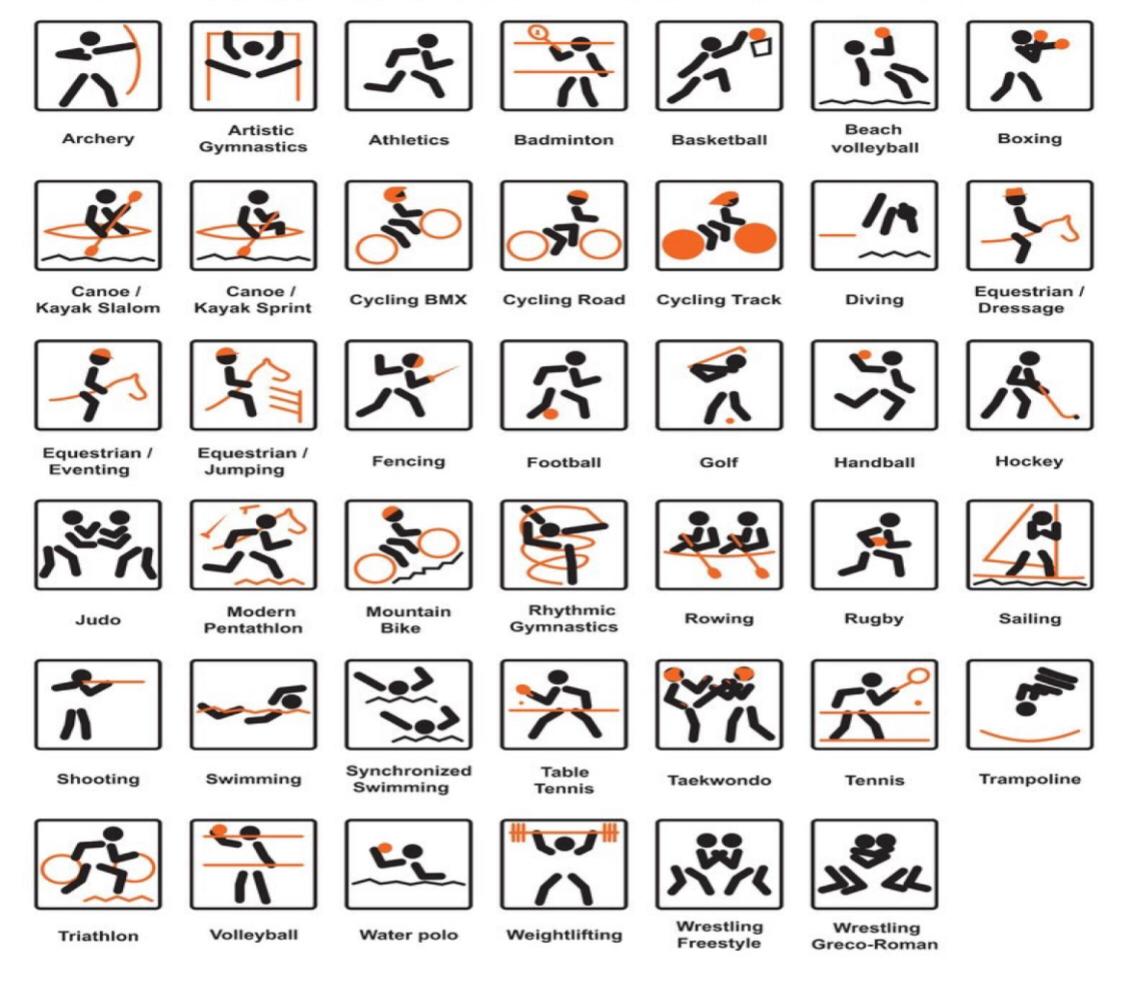 Archery
Artistic
Gymnastics
Athletics
Badminton
Basketball
Beach
volleyball
Boxing
Canoe /
Kayak Slalom
Canoe /
Kayak Sprint
Cycling BMX
Cycling Road
Cycling Track
Diving
Equestrian /
Dressage
Equestrian /
Eventing
Equestrian /
Jumping
Fencing
Football
Golf
Handball
Hockey
Judo
Modern
Pentathlon
Mountain
Bike
Rhythmic
Gymnastics
Rowing
Rugby
Sailing
Shooting
Swimming
Synchronized
Swimming
Table
Tennis
Taekwondo
Tennis
Trampoline
Triathlon
Volleyball
Water polo
Weightlifting
Wrestling
Freestyle
Wrestling
Greco-Roman